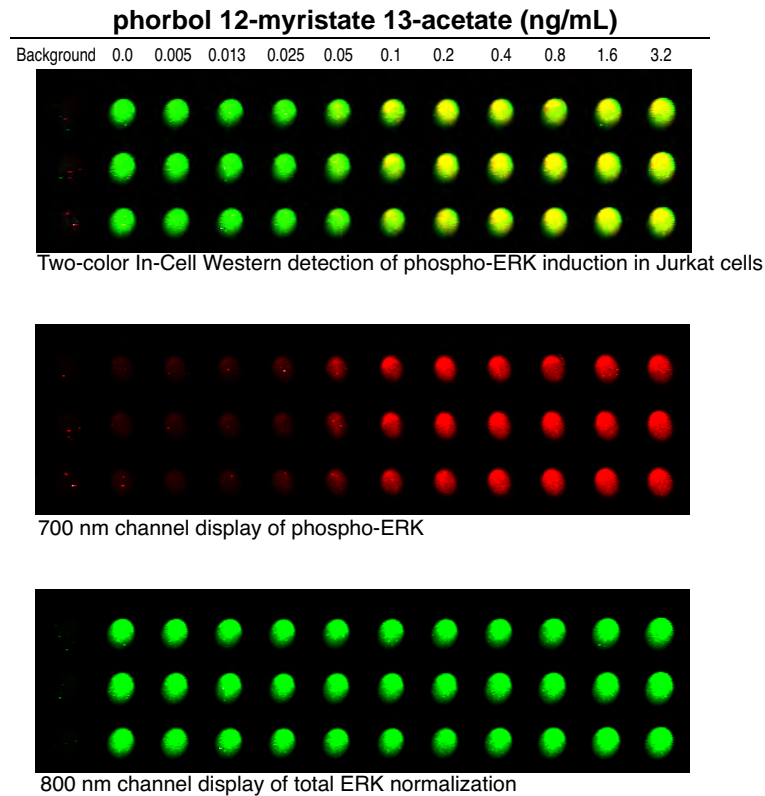 phorbol 12-myristate 13-acetate (ng/mL)
Background 0.0 0.005 0.013 0.025 0.05 0.1 0.2 0.4 0.8 1.6 3.2
Two-color In-Cell Western detection of phospho-ERK induction in Jurkat cells
700 nm channel display of phospho-ERK
800 nm channel display of total ERK normalization